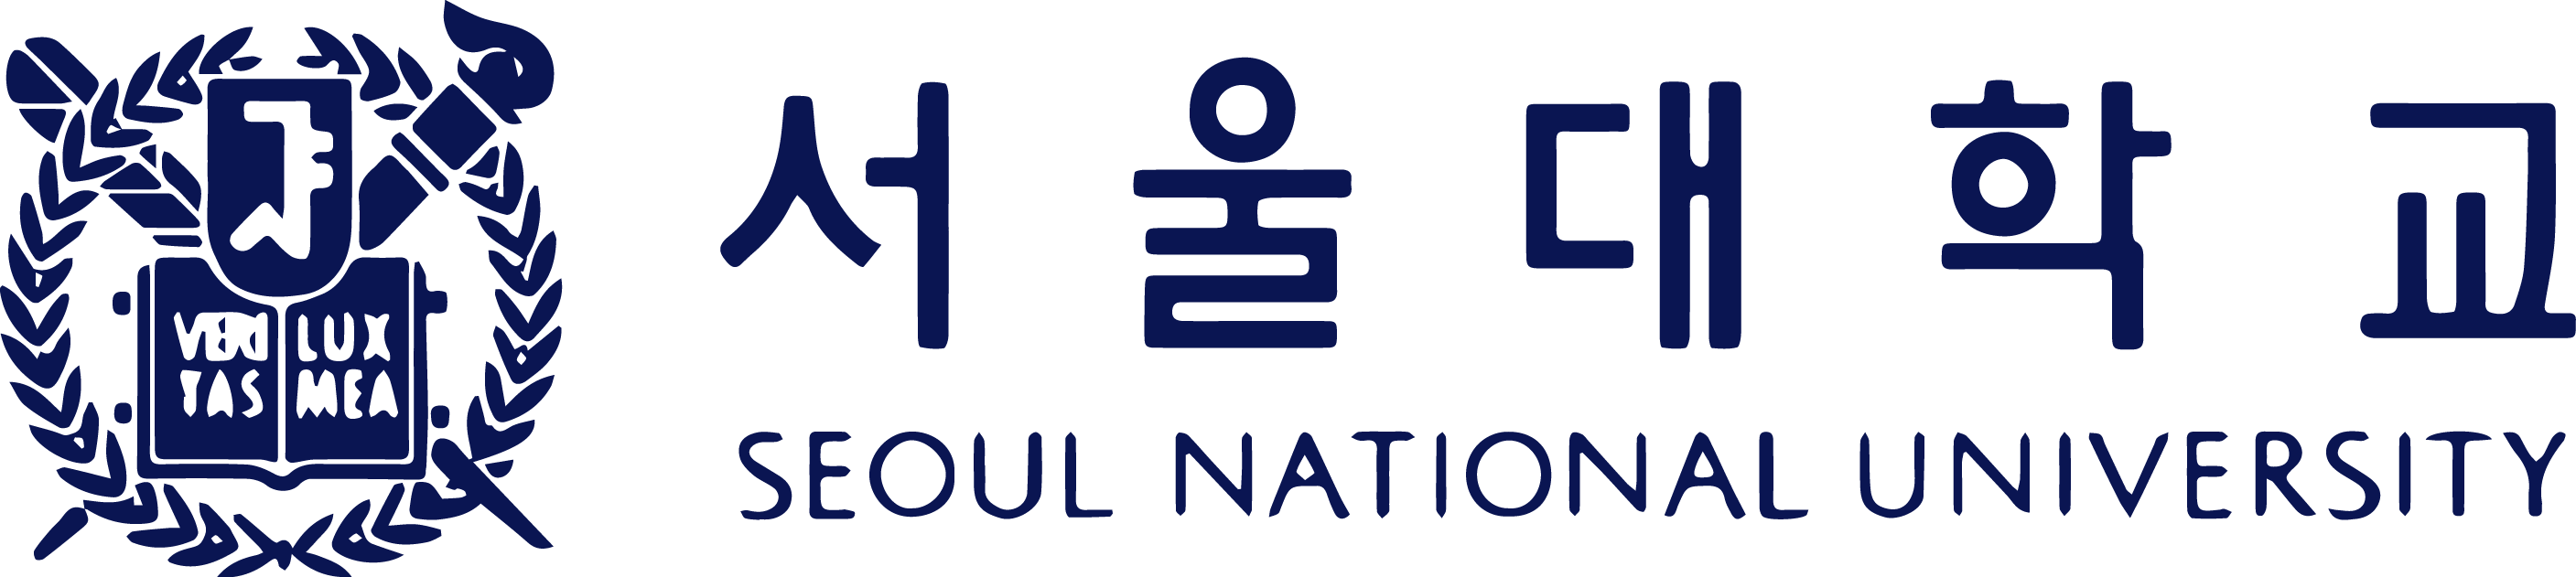 VERI
TAS
LUX
MEA
서울대학교
SEOUL NATIONAL UNIVERSITY